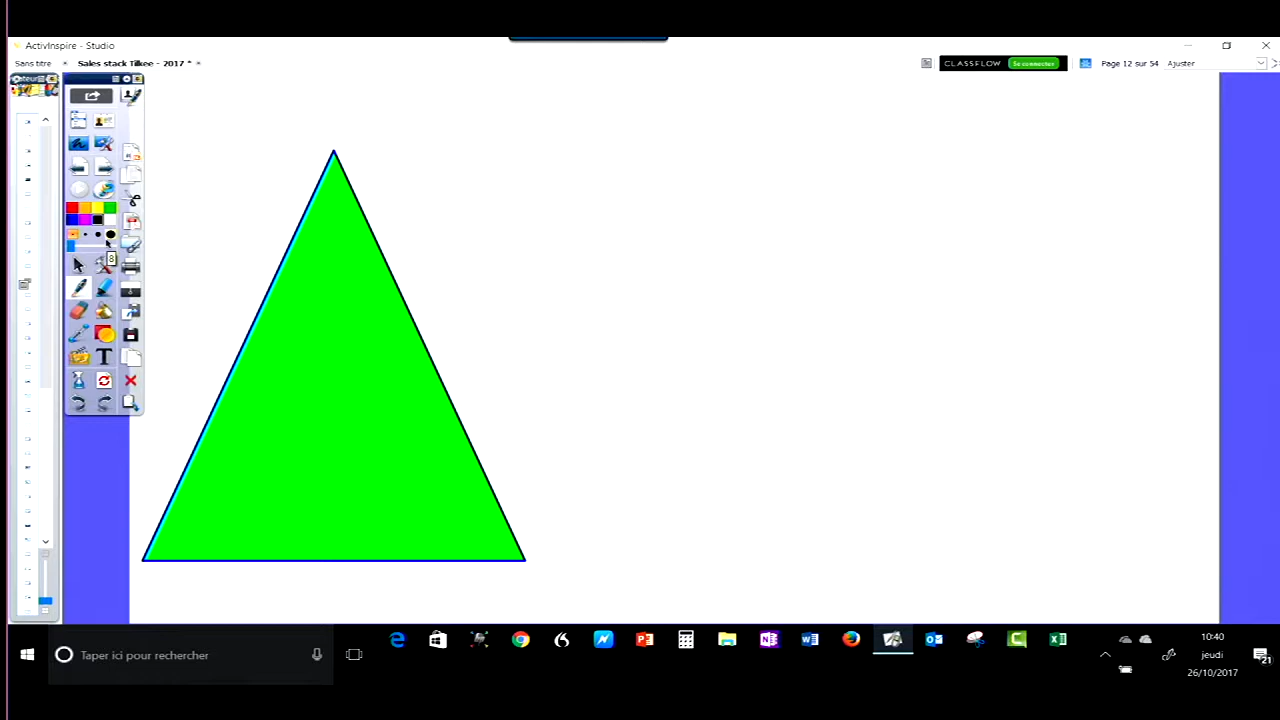 ActivInspire - Studio
Sans titre × Sales stack Tilkee - 2017 * ×
CLASSFLOW Se connecter Page 12 sur 54 Ajuster
8
T
Taper ici pour rechercher
10:40
jeudi
26/10/2017
21